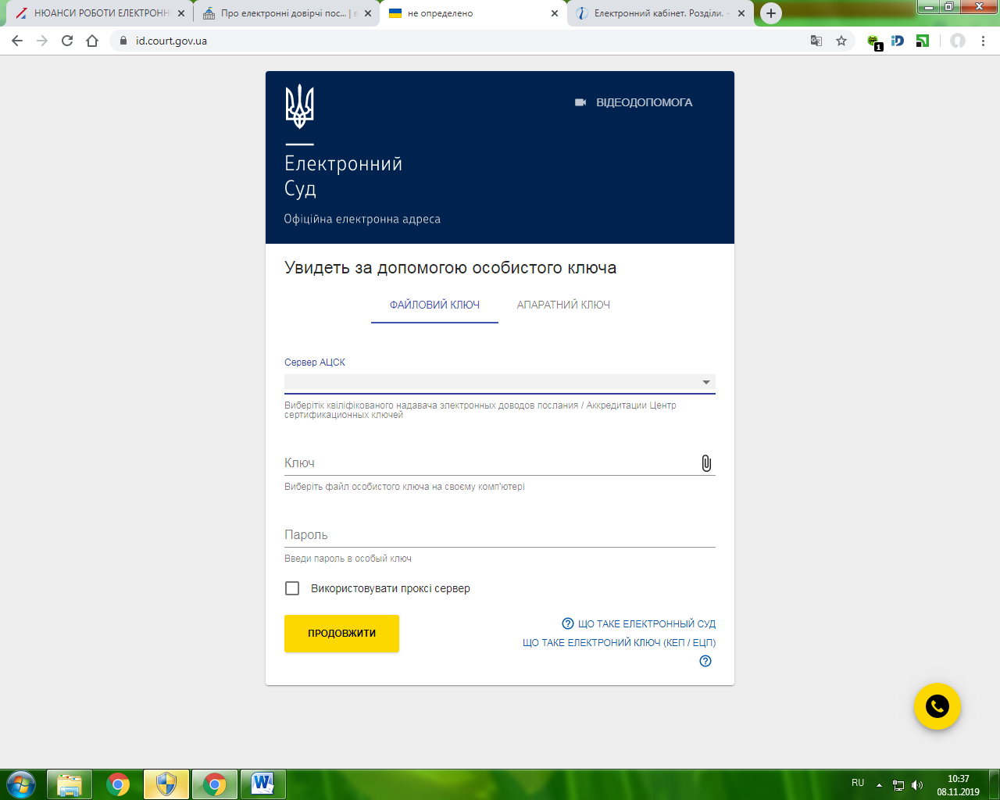 НЮАНСИ РОБОТИ ЕЛЕКТРОНН
Про електронні довірчі пос... | є
не определено
Електронний кабінет. Розділи. -
id.court.gov.ua
1
ВІДЕОДОПОМОГА
Електронний
Суд
Офіційна електронна адреса
Увидеть за допомогою особистого ключа
ФАЙЛОВИЙ КЛЮЧ
АПАРАТНИЙ КЛЮЧ
Сервер АЦСК
Виберітік квіліфікованого надавача электронных доводов послания / Аккредитации Центр
сертификационных ключей
Ключ
Виберіть файл особистого ключа на своєму комп'ютері
Пароль
Введи пароль в особый ключ
Використовувати проксі сервер
ПРОДОВЖИТИ
ЩО ТАКЕ ЕЛЕКТРОННЫЙ СУД
ЩО ТАКЕ ЕЛЕКТРОНИЙ КЛЮЧ (КЕП / ЕЦП)
RU
10:37
08.11.2019